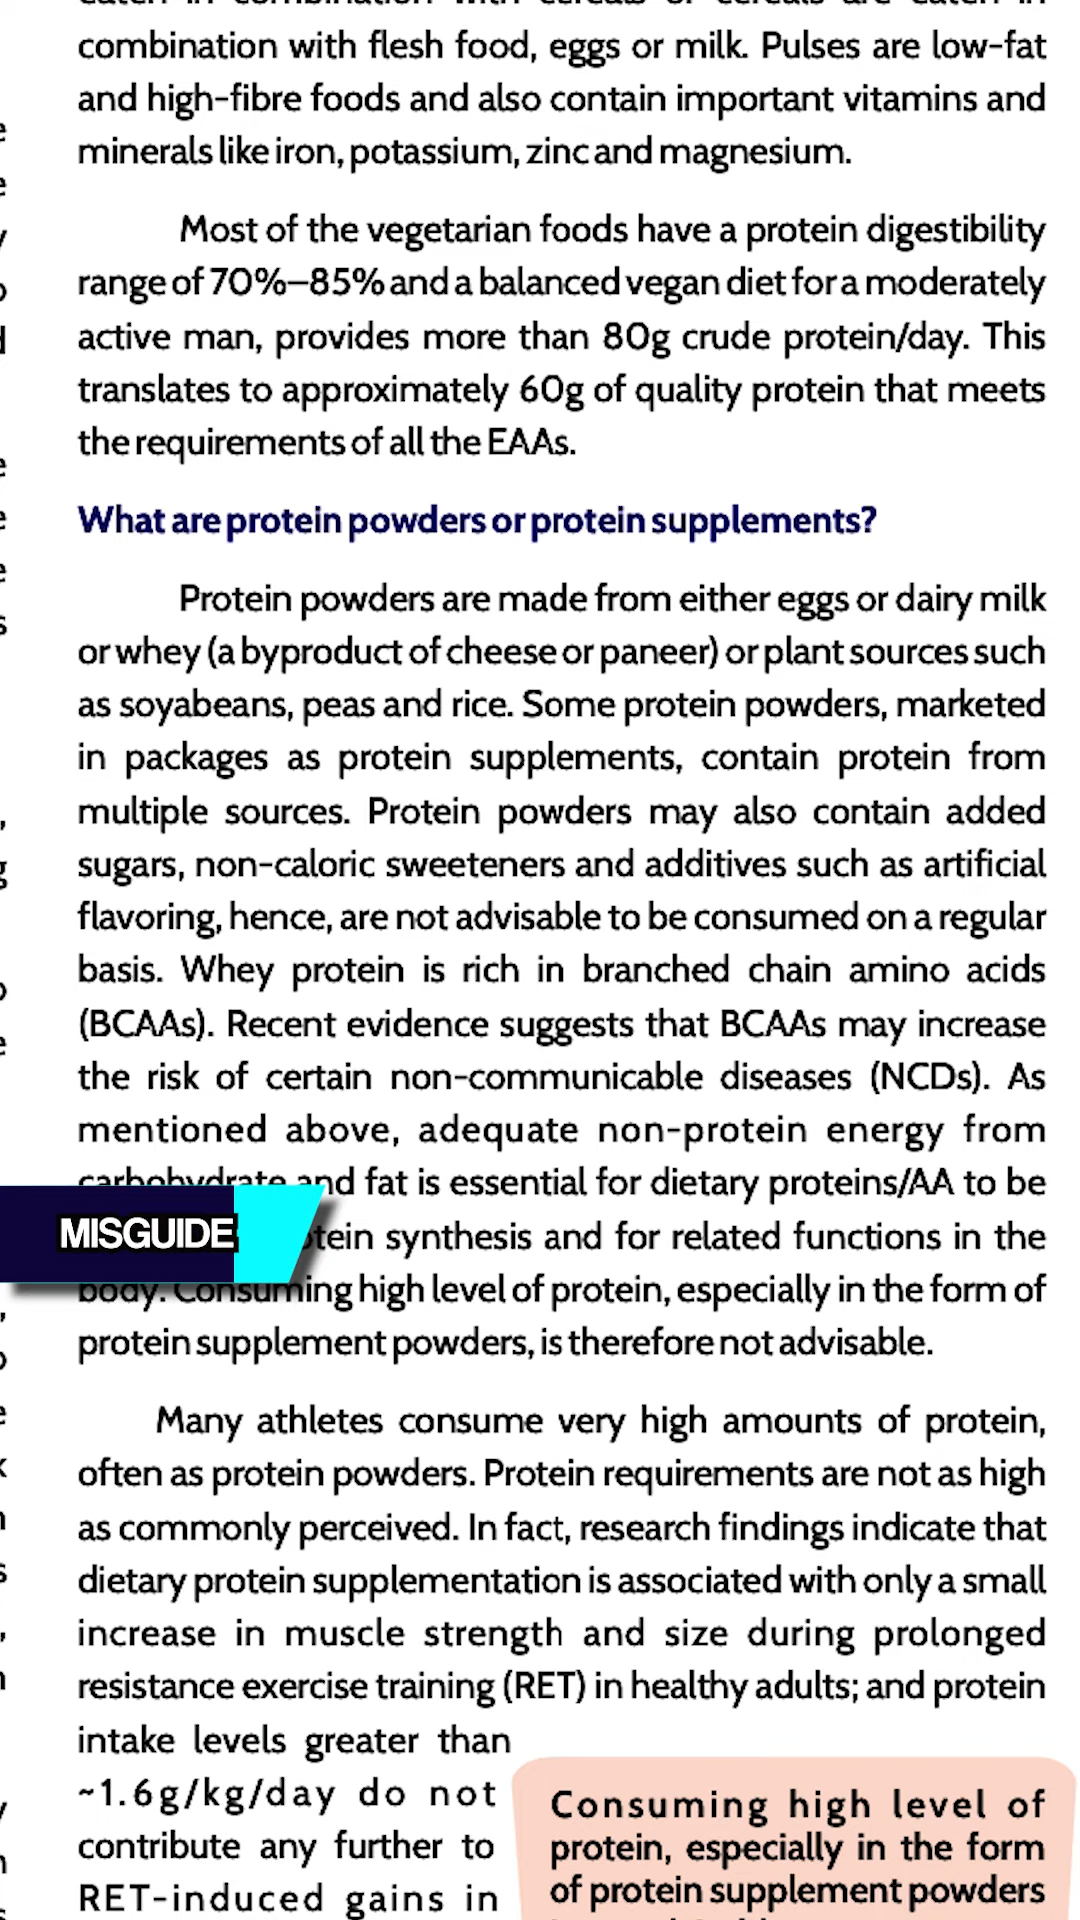 combination with flesh food, eggs or milk. Pulses are low-fat
and high-fibre foods and also contain important vitamins and
minerals like iron, potassium, zinc and magnesium.
Most of the vegetarian foods have a protein digestibility
range of 70%–85% and a balanced vegan diet for a moderately
active man, provides more than 80g crude protein/day. This
translates to approximately 60g of quality protein that meets
the requirements of all the EAAs.
What are protein powders or protein supplements?
Protein powders are made from either eggs or dairy milk
or whey (a byproduct of cheese or paneer) or plant sources such
as soyabeans, peas and rice. Some protein powders, marketed
in packages as protein supplements, contain protein from
multiple sources. Protein powders may also contain added
sugars, non-caloric sweeteners and additives such as artificial
flavoring, hence, are not advisable to be consumed on a regular
basis. Whey protein is rich in branched chain amino acids
(BCAAs). Recent evidence suggests that BCAAs may increase
the risk of certain non-communicable diseases (NCDs). As
mentioned above, adequate non-protein energy from
carbohydrate and fat is essential for dietary proteins/AA to be
MISGUIDE
synthesis and for related functions in the
body. Consuming high level of protein, especially in the form of
protein supplement powders, is therefore not advisable.
Many athletes consume very high amounts of protein,
often as protein powders. Protein requirements are not as high
as commonly perceived. In fact, research findings indicate that
dietary protein supplementation is associated with only a small
increase in muscle strength and size during prolonged
resistance exercise training (RET) in healthy adults; and protein
intake levels greater than
~1.6g/kg/day do not
contribute any further to
RET-induced gains in
Consuming high level of
protein, especially in the form
of protein supplement powders